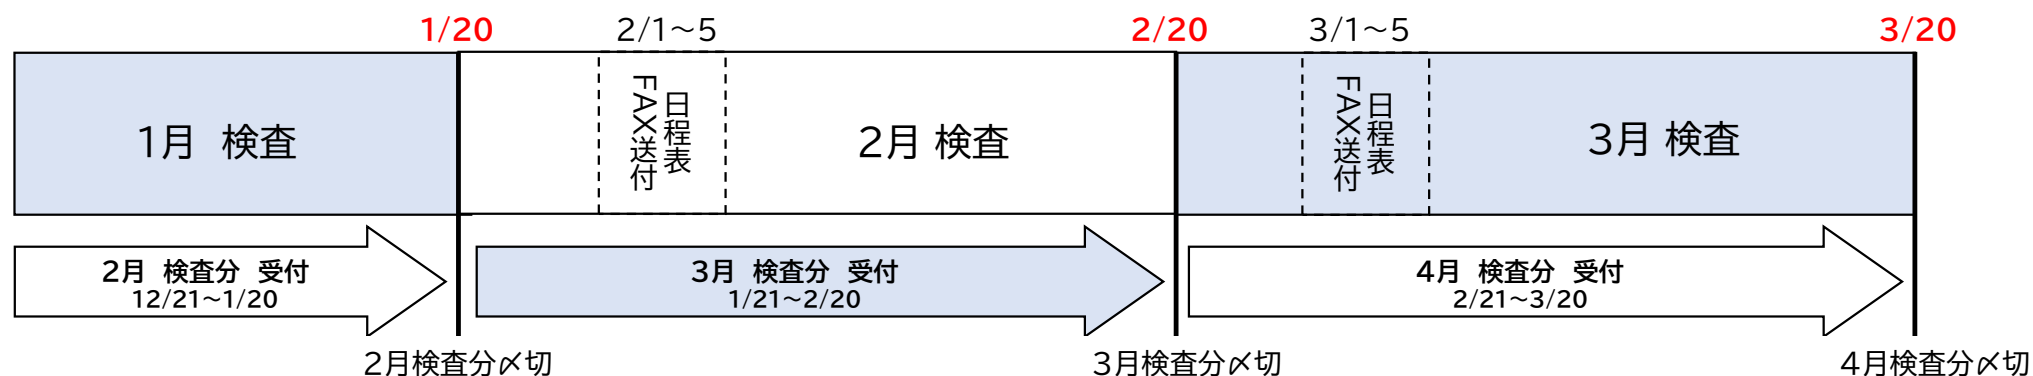 1/20
2/1～5
2/20
3/1～5
3/20
1月　検査
日程表
FAX送付
2月 検査
日程表
FAX送付
3月 検査
2月　検査分　受付
12/21～1/20
3月　検査分　受付
1/21～2/20
4月　検査分　受付
2/21～3/20
2月検査分〆切
3月検査分〆切
4月検査分〆切